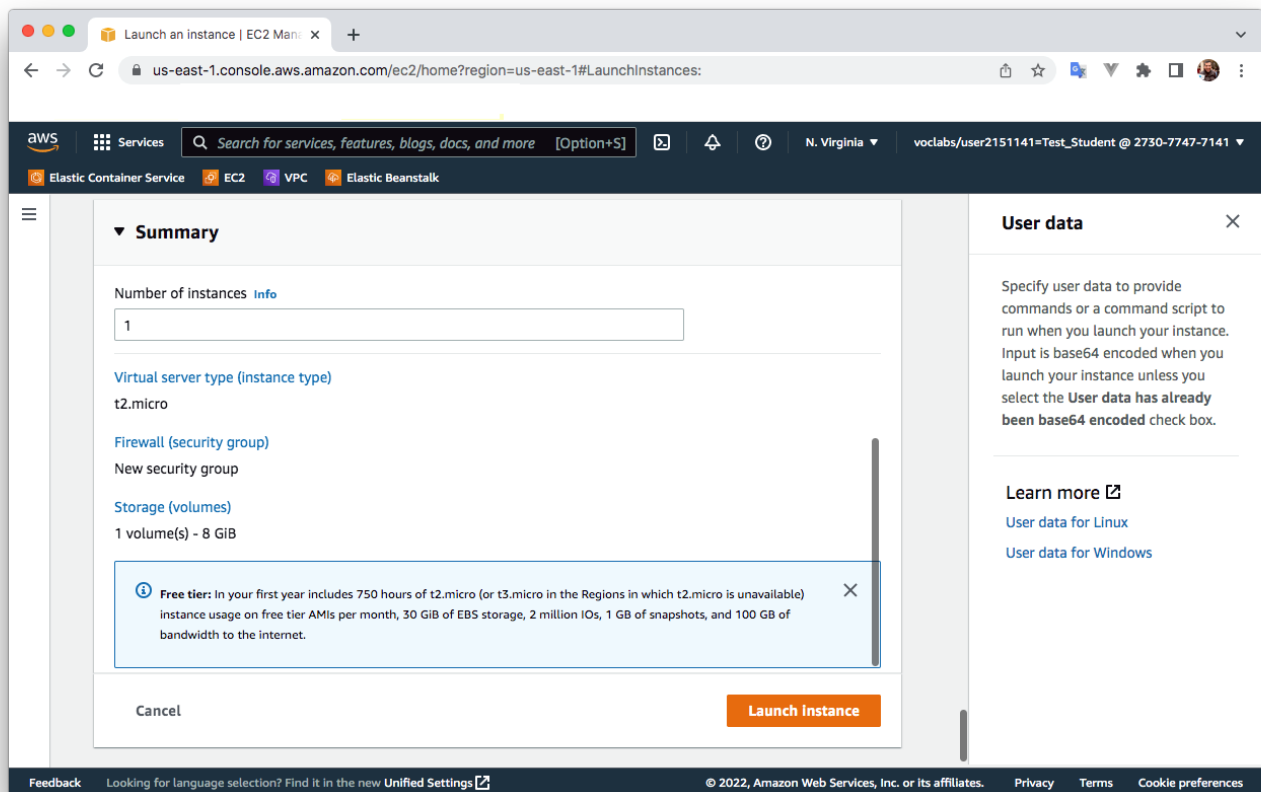 Launch an instance | EC2 Mana
us-east-1.console.aws.amazon.com/ec2/home?region=us-east-1#LaunchInstances:
aws
Services
Search for services, features, blogs, docs, and more [Option+S]
N. Virginia
voclabs/user2151141=Test_Student @ 2730-7747-7141
Elastic Container Service
EC2
VPC
Elastic Beanstalk
Summary
Number of instances Info
1
Virtual server type (instance type)
t2.micro
Firewall (security group)
New security group
Storage (volumes)
1 volume(s) - 8 GiB
Free tier: In your first year includes 750 hours of t2.micro (or t3.micro in the Regions in which t2.micro is unavailable)
instance usage on free tier AMIs per month, 30 GiB of EBS storage, 2 million IOs, 1 GB of snapshots, and 100 GB of
bandwidth to the internet.
Cancel
Launch instance
User data
Specify user data to provide
commands or a command script to
run when you launch your instance.
Input is base64 encoded when you
launch your instance unless you
select the User data has already
been base64 encoded check box.
Learn more
User data for Linux
User data for Windows
Feedback
Looking for language selection? Find it in the new Unified Settings
© 2022, Amazon Web Services, Inc. or its affiliates.
Privacy
Terms
Cookie preferences